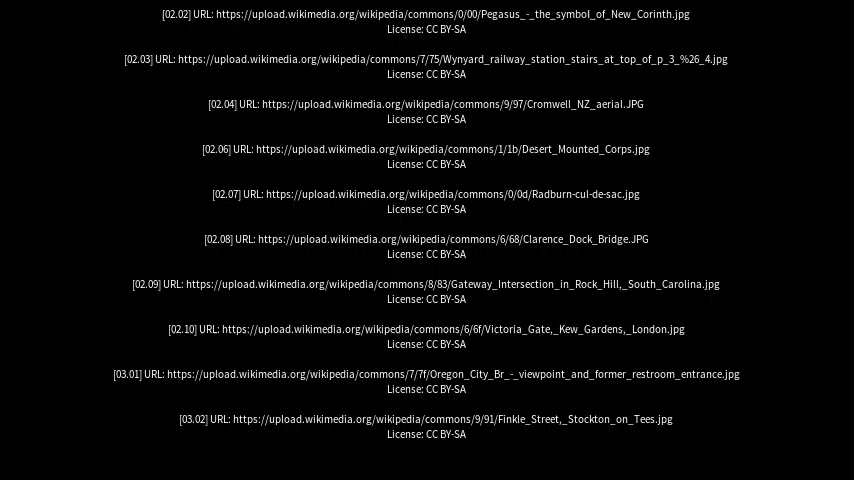 [02.02] URL: https://upload.wikimedia.org/wikipedia/commons/0/00/Pegasus_-_the_symbol_of_New_Corinth.jpg
License: CC BY-SA
[02.03] URL: https://upload.wikimedia.org/wikipedia/commons/7/75/Wynyard_railway_station_stairs_at_top_of_p_3_%26_4.jpg
License: CC BY-SA
[02.04] URL: https://upload.wikimedia.org/wikipedia/commons/9/97/Cromwell_NZ_aerial.JPG
License: CC BY-SA
[02.06] URL: https://upload.wikimedia.org/wikipedia/commons/1/1b/Desert_Mounted_Corps.jpg
License: CC BY-SA
[02.07] URL: https://upload.wikimedia.org/wikipedia/commons/0/0d/Radburn-cul-de-sac.jpg
License: CC BY-SA
[02.08] URL: https://upload.wikimedia.org/wikipedia/commons/6/68/Clarence_Dock_Bridge.JPG
License: CC BY-SA
[02.09] URL: https://upload.wikimedia.org/wikipedia/commons/8/83/Gateway_Intersection_in_Rock_Hill,_South_Carolina.jpg
License: CC BY-SA
[02.10] URL: https://upload.wikimedia.org/wikipedia/commons/6/6f/Victoria_Gate,_Kew_Gardens,_London.jpg
License: CC BY-SA
[03.01] URL: https://upload.wikimedia.org/wikipedia/commons/7/7f/Oregon_City_Br_-_viewpoint_and_former_restroom_entrance.jpg
License: CC BY-SA
[03.02] URL: https://upload.wikimedia.org/wikipedia/commons/9/91/Finkle_Street,_Stockton_on_Tees.jpg
License: CC BY-SA